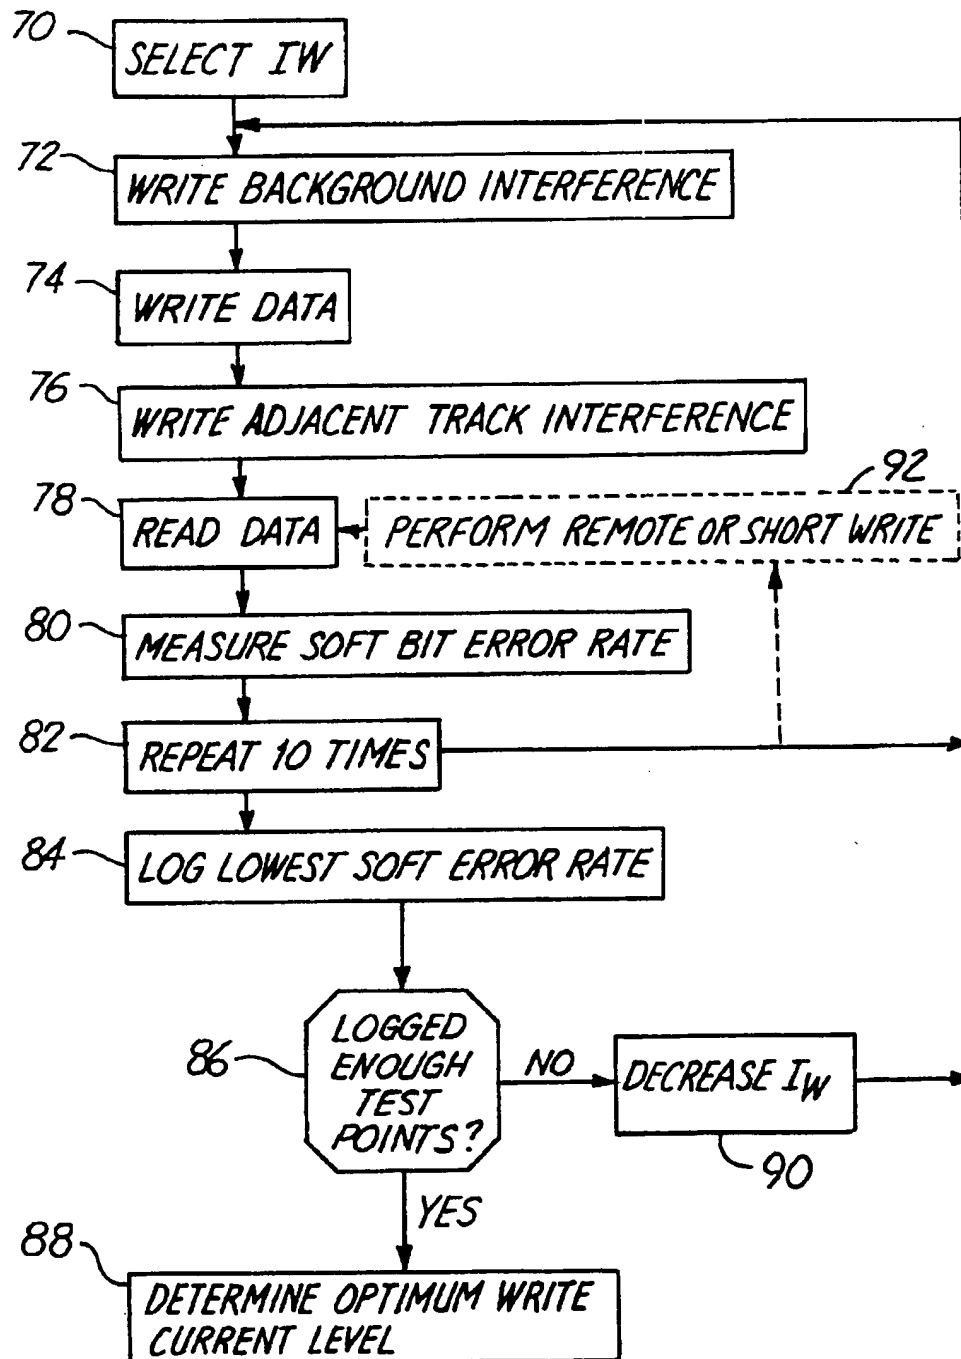 70
SELECT IW
72
WRITE BACKGROUND INTERFERENCE
74
WRITE DATA
76
WRITE ADJACENT TRACK INTERFERENCE
92
78
READ DATA
PERFORM REMOTE OR SHORT WRITE
80
MEASURE SOFT BIT ERROR RATE
82
REPEAT 10 TIMES
84
LOG LOWEST SOFT ERROR RATE
86
LOGGED
ENOUGH
TEST
POINTS?
NO
DECREASE IW
90
YES
88
DETERMINE OPTIMUM WRITE
CURRENT LEVEL